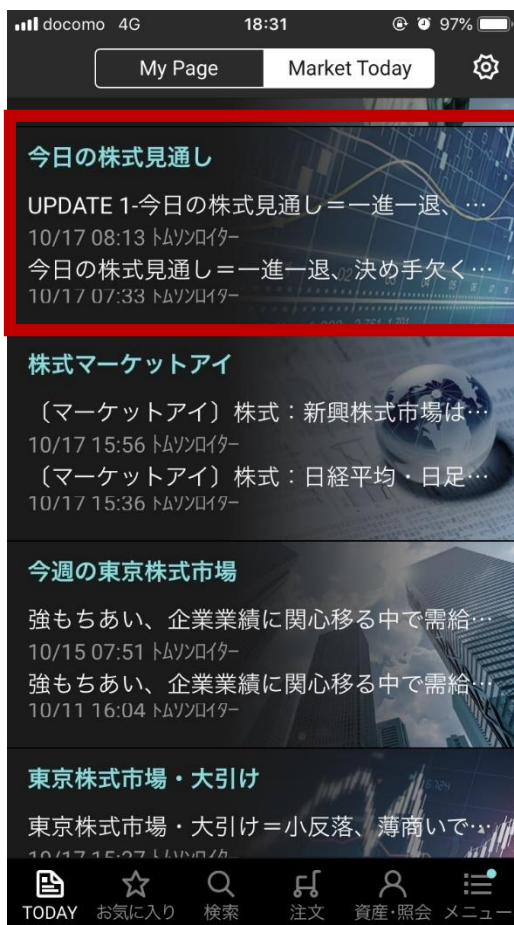 docomo 4G 18:31 97%
My Page Market Today
今日の株式見通し
UPDATE 1-今日の株式見通し＝一進一退、…
10/17 08:13 ﾄﾑｿﾝﾛｲﾀｰ
今日の株式見通し＝一進一退、決め手欠く…
10/17 07:33 ﾄﾑｿﾝﾛｲﾀｰ
株式マーケットアイ
〔マーケットアイ〕株式：新興株式市場は…
10/17 15:56 ﾄﾑｿﾝﾛｲﾀｰ
〔マーケットアイ〕株式：日経平均・日足…
10/17 15:36 ﾄﾑｿﾝﾛｲﾀｰ
今週の東京株式市場
強もちあい、企業業績に関心移る中で需給…
10/15 07:51 ﾄﾑｿﾝﾛｲﾀｰ
強もちあい、企業業績に関心移る中で需給…
10/11 16:04 ﾄﾑｿﾝﾛｲﾀｰ
東京株式市場・大引け
東京株式市場・大引け＝小反落、薄商いで…
10/17 15:27 ﾄﾑｿﾝﾛｲﾀｰ
TODAY お気に入り 検索 注文 資産・照会 メニュー